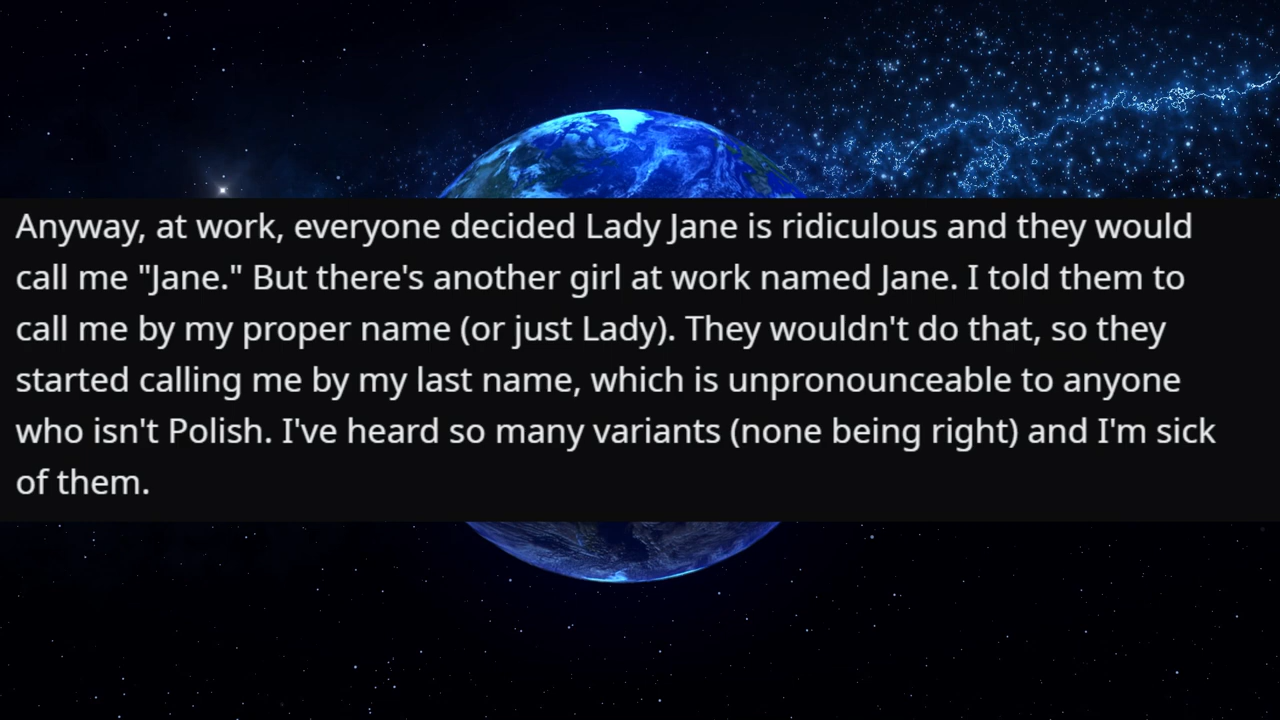 Anyway, at work, everyone decided Lady Jane is ridiculous and they would
call me "Jane." But there's another girl at work named Jane. I told them to
call me by my proper name (or just Lady). They wouldn't do that, so they
started calling me by my last name, which is unpronounceable to anyone
who isn't Polish. I've heard so many variants (none being right) and I'm sick
of them.